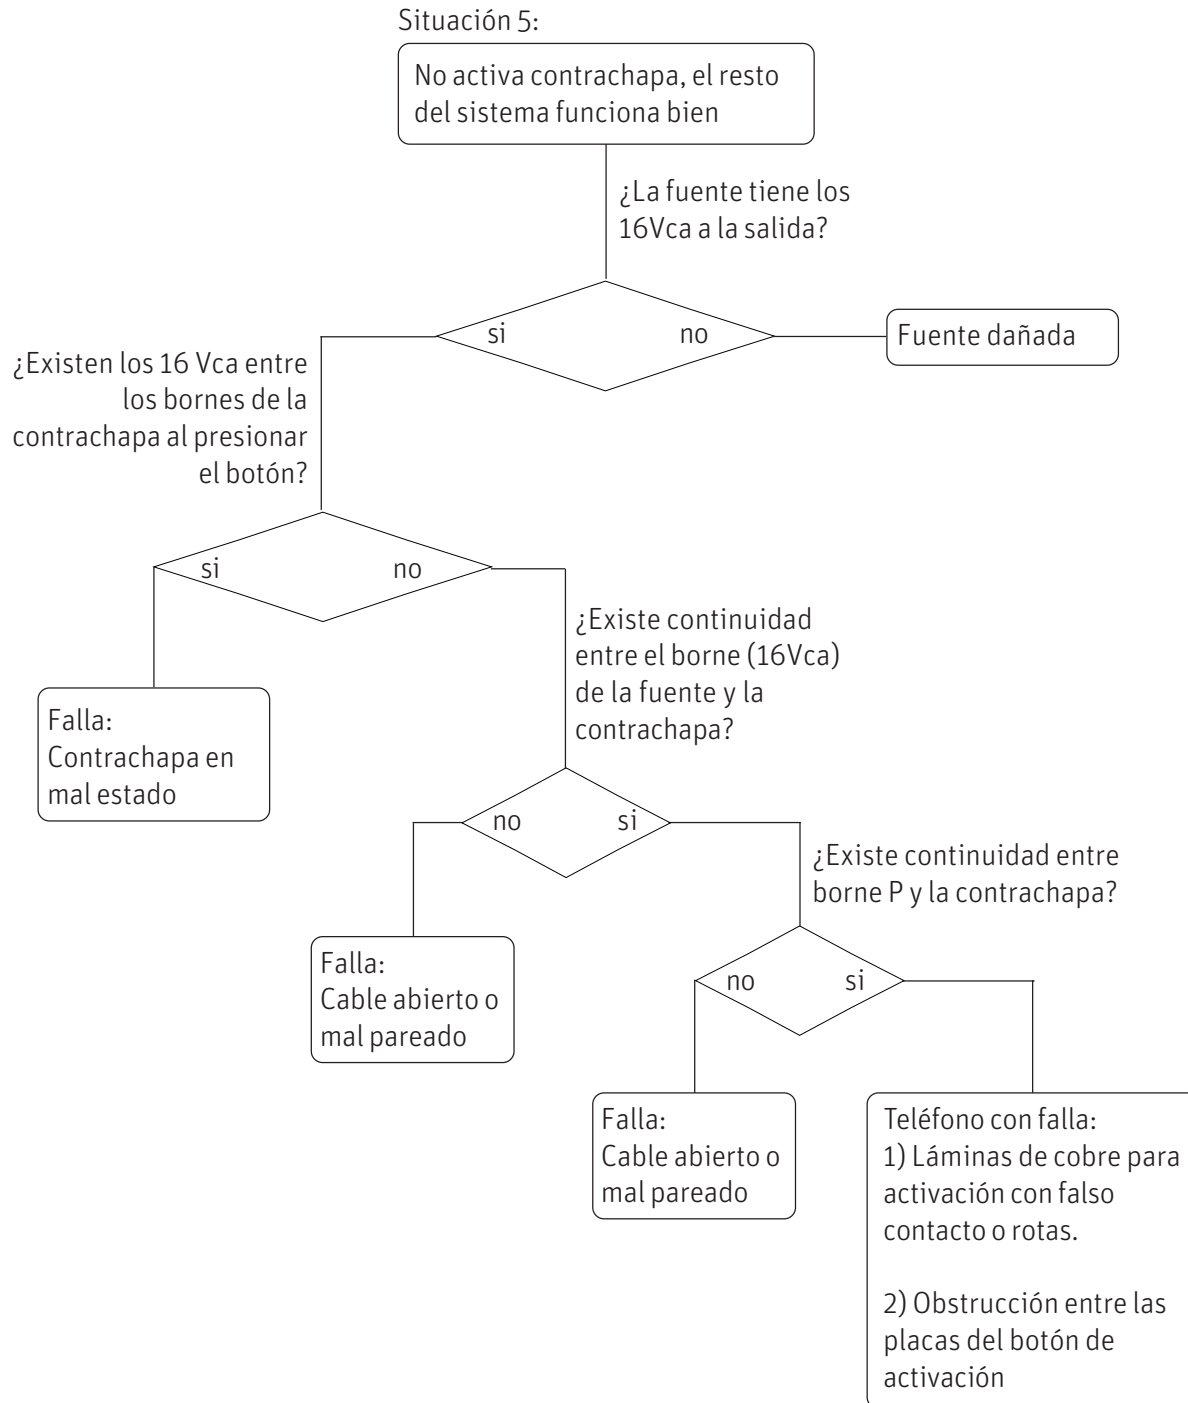 Situación 5:
No activa contrachapa, el resto
del sistema funciona bien
¿La fuente tiene los
16Vca a la salida?
si
no
Fuente dañada
¿Existen los 16 Vca entre
los bornes de la
contrachapa al presionar
el botón?
si
no
¿Existe continuidad
entre el borne (16Vca)
de la fuente y la
contrachapa?
Falla:
Contrachapa en
mal estado
no
si
¿Existe continuidad entre
borne P y la contrachapa?
Falla:
Cable abierto o
mal pareado
no
si
Falla:
Cable abierto o
mal pareado
Teléfono con falla:
1) Láminas de cobre para
activación con falso
contacto o rotas.
2) Obstrucción entre las
placas del botón de
activación